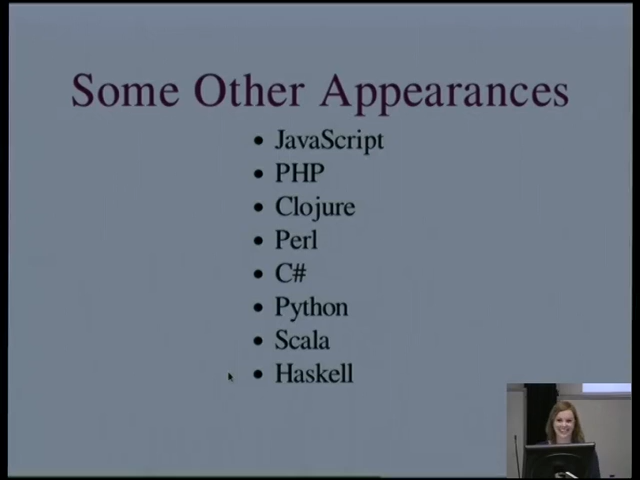 Some Other Appearances
• JavaScript
• PHP
• Clojure
• Perl
• C#
• Python
• Scala
• Haskell